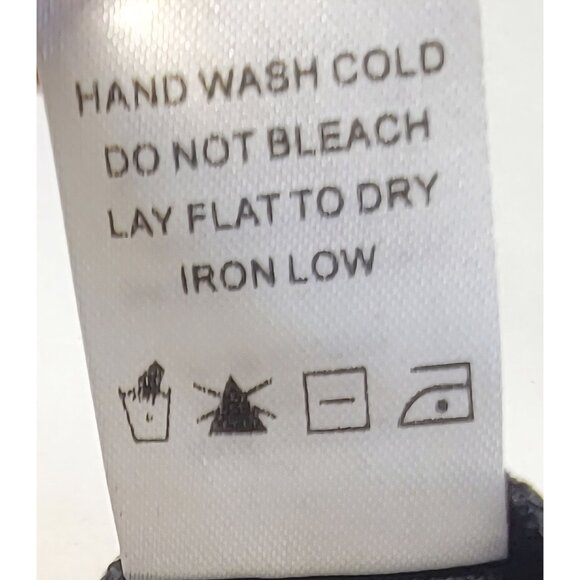 HAND WASH COLD
DO NOT BLEACH
LAY FLAT TO DRY
IRON LOW